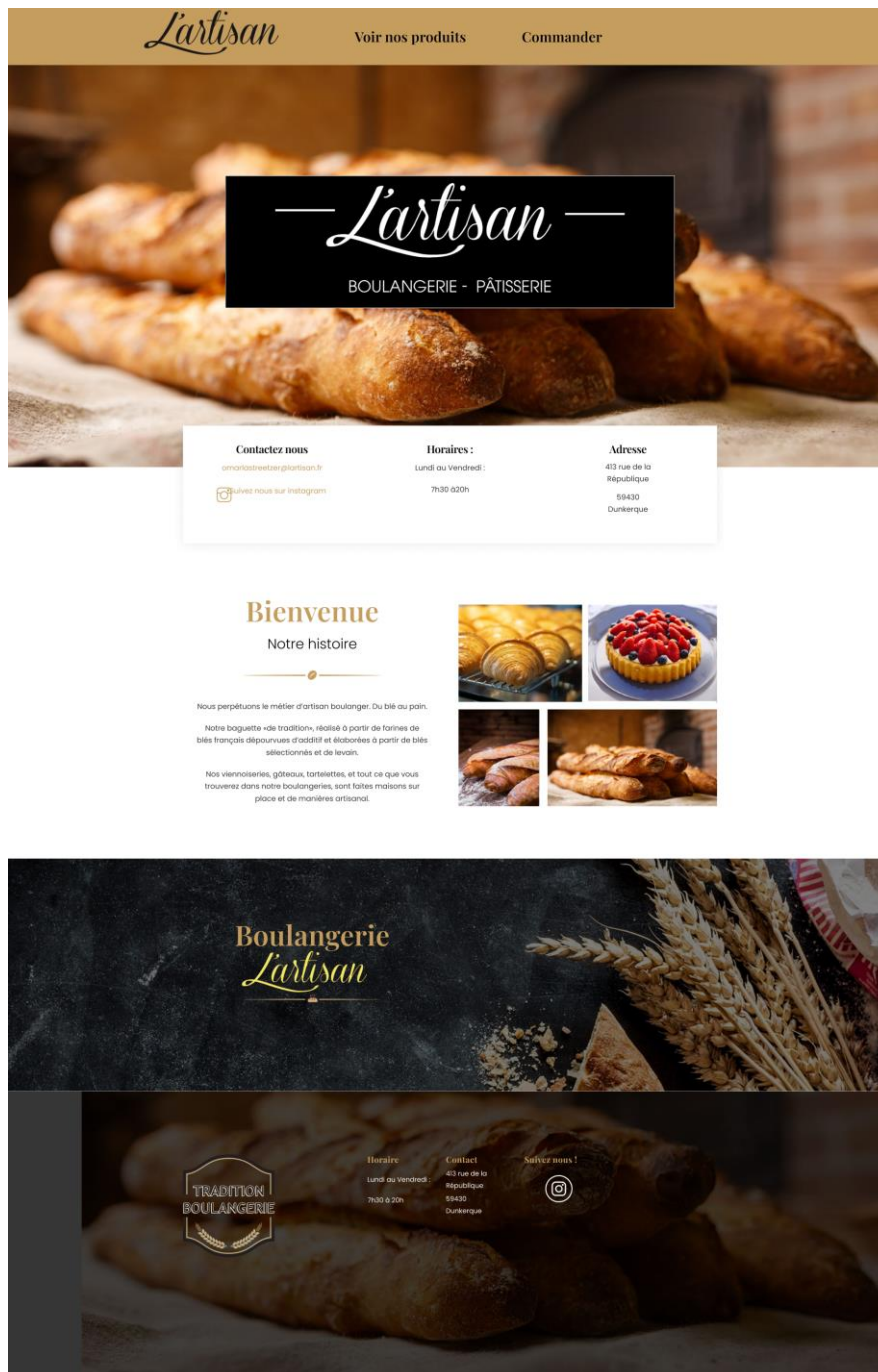 L'artisan
Voir nos produits
Commander
L'artisan
BOULANGERIE - PÂTISSERIE
Contactez nous
ornariastreetzer@lartisan.fr
Suivez nous sur instagram
Horaires :
Lundi au Vendredi :
7h30 à20h
Adresse
413 rue de la
République
59430
Dunkerque
Bienvenue
Notre histoire
Nous perpétuons le métier d'artisan boulanger. Du blé au pain.
Notre baguette «de tradition», réalisé à partir de farines de
blés français dépourvues d'additif et élaborées à partir de blés
sélectionnés et de levain.
Nos viennoiseries, gâteaux, tartelettes, et tout ce que vous
trouverez dans notre boulangeries, sont faites maisons sur
place et de manières artisanal.
Boulangerie
L'artisan
TRADITION
BOULANGERIE
Horaire
Lundi au Vendredi :
7h30 à 20h
Contact
413 rue de la
République
59430
Dunkerque
Suiver nous !